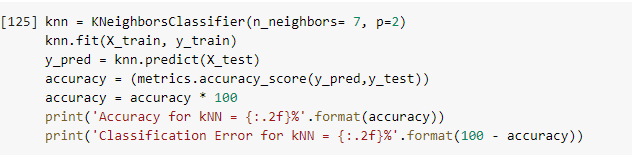 [125] knn = KNeighborsClassifier(n_neighbors= 7, p=2)
knn.fit(X_train, y_train)
y_pred = knn.predict(X_test)
accuracy = (metrics.accuracy_score(y_pred,y_test))
accuracy = accuracy * 100
print('Accuracy for kNN = {:.2f}%'.format(accuracy))
print('Classification Error for kNN = {:.2f}%'.format(100 - accuracy))